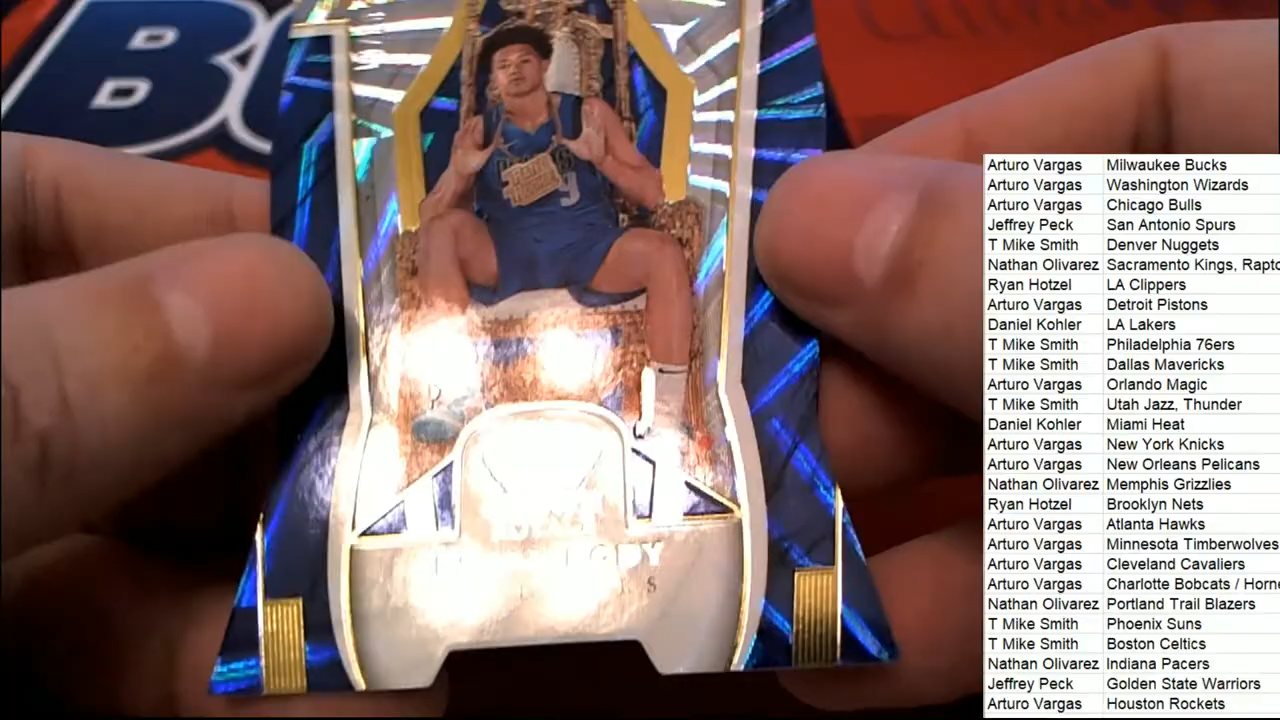 B
9
Arturo Vargas Milwaukee Bucks
Arturo Vargas Washington Wizards
Arturo Vargas Chicago Bulls
Jeffrey Peck San Antonio Spurs
T Mike Smith Denver Nuggets
Nathan Olivarez Sacramento Kings, Rapto
Ryan Hotzel LA Clippers
Arturo Vargas Detroit Pistons
Daniel Kohler LA Lakers
T Mike Smith Philadelphia 76ers
T Mike Smith Dallas Mavericks
Arturo Vargas Orlando Magic
T Mike Smith Utah Jazz, Thunder
Daniel Kohler Miami Heat
Arturo Vargas New York Knicks
Arturo Vargas New Orleans Pelicans
Nathan Olivarez Memphis Grizzlies
Ryan Hotzel Brooklyn Nets
Arturo Vargas Atlanta Hawks
Arturo Vargas Minnesota Timberwolves
Arturo Vargas Cleveland Cavaliers
Arturo Vargas Charlotte Bobcats / Horne
Nathan Olivarez Portland Trail Blazers
T Mike Smith Phoenix Suns
T Mike Smith Boston Celtics
Nathan Olivarez Indiana Pacers
Jeffrey Peck Golden State Warriors
Arturo Vargas Houston Rockets